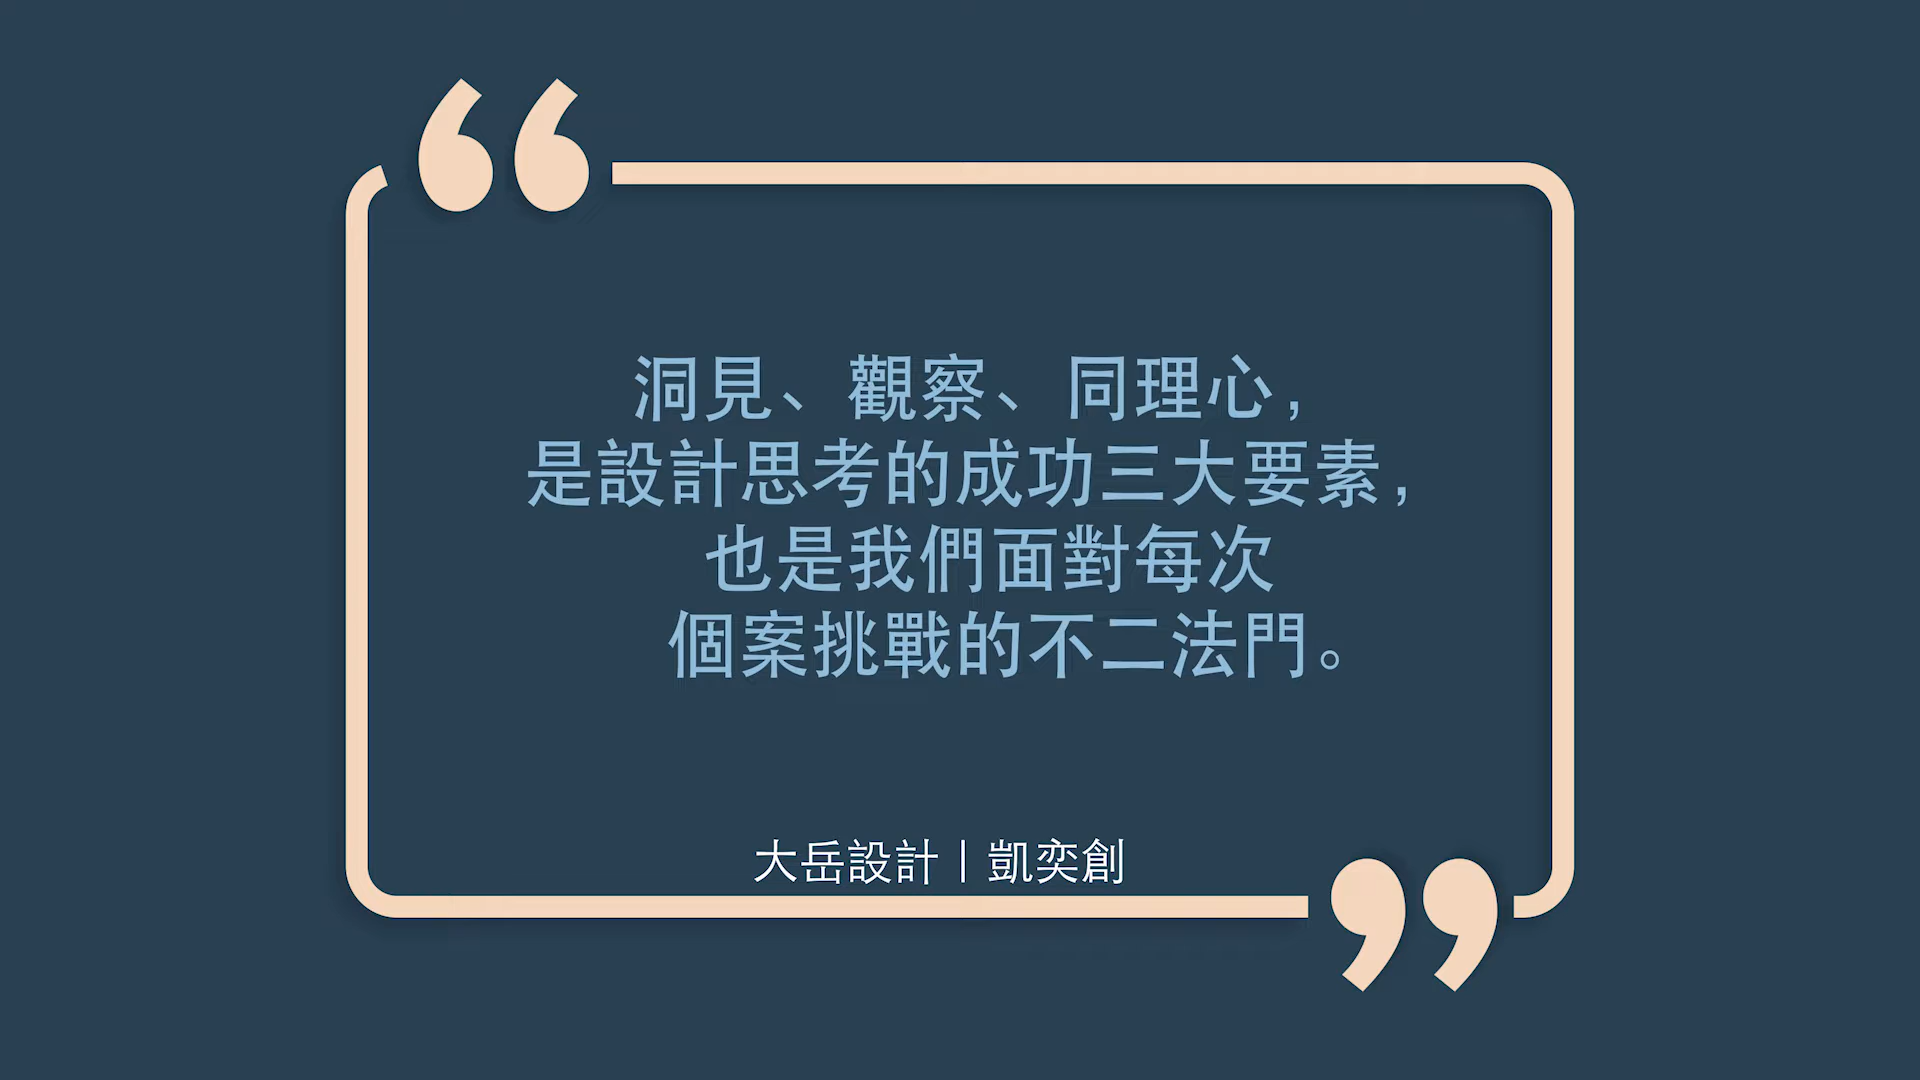 洞見、觀察、同理心，
是設計思考的成功三大要素，
也是我們面對每次
個案挑戰的不二法門。
大岳設計｜凱奕創